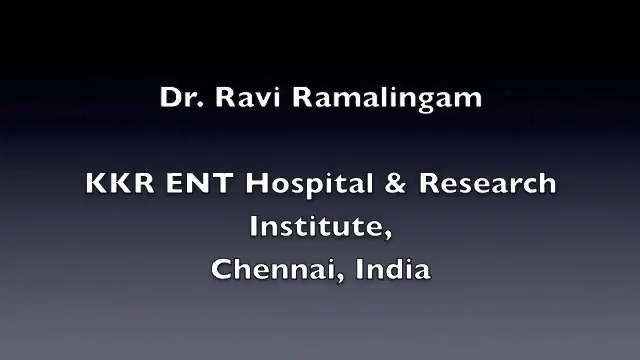 Dr. Ravi Ramalingam
KKR ENT Hospital & Research
Institute,
Chennai, India